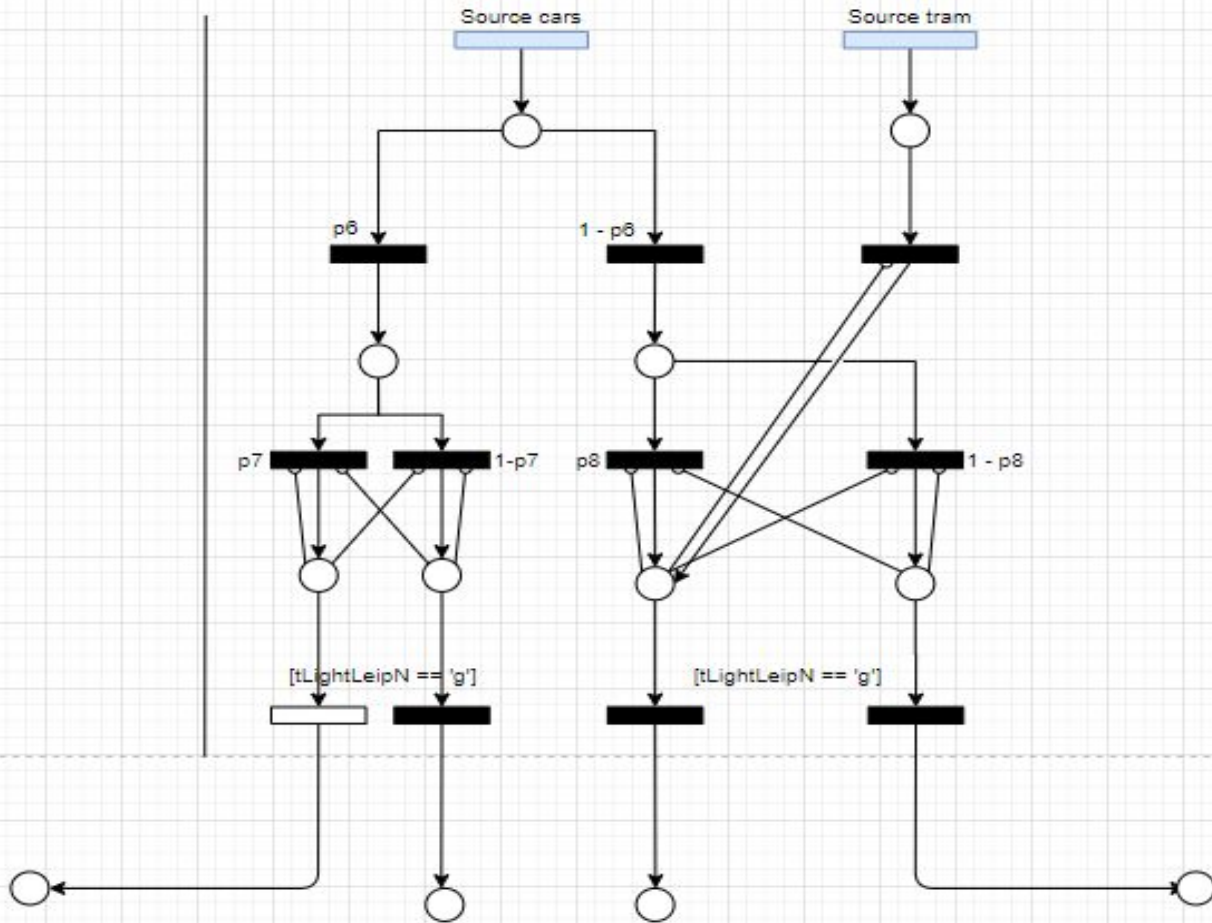 Source cars
Source tram
p6
1 - p6
p7
1-p7
p8
1 - p8
[tLightLeipN == 'g']
[tLightLeipN == 'g']